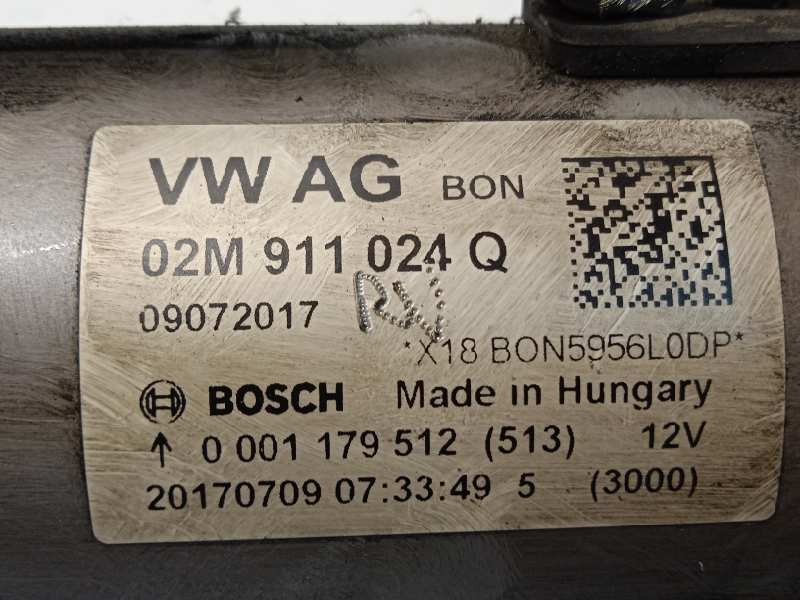 VW AG BON
02M 911 024 Q
09072017
*X18 BON5956L0DP*
BOSCH Made in Hungary
↑ 0 001 179 512 (513) 12V
20170709 07:33:49 5 (3000)